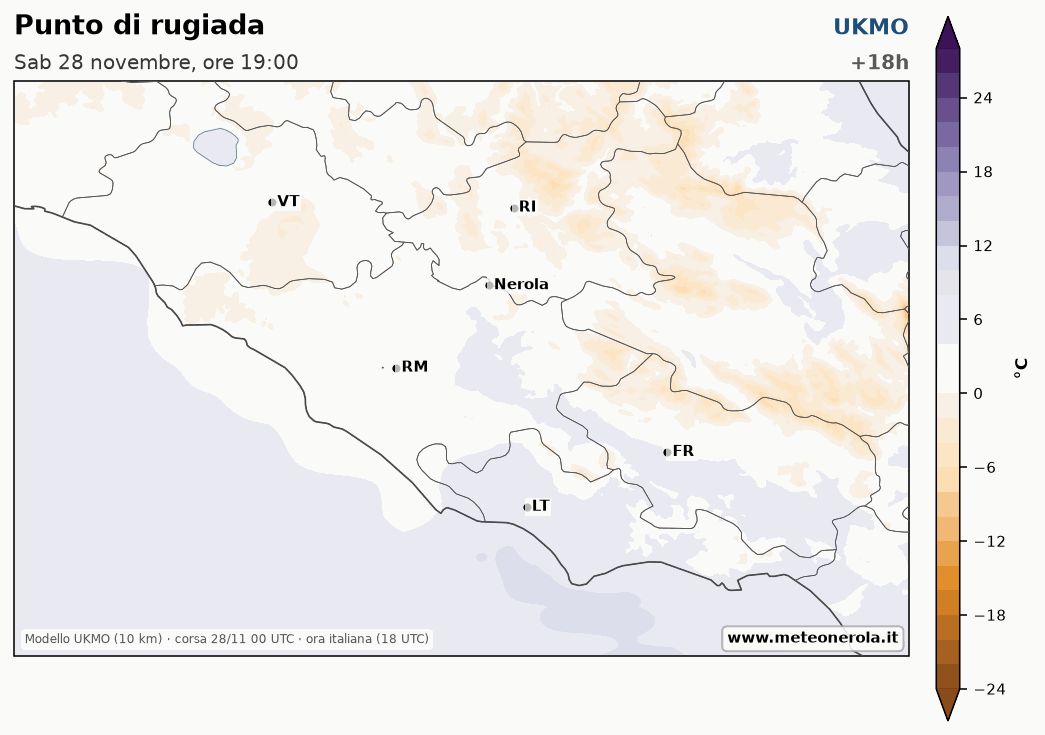 Punto di rugiada
UKMO
Sab 28 novembre, ore 19:00
+18h
VT
RI
Nerola
RM
FR
LT
24
18
12
6
0
−6
−12
−18
−24
°C
Modello UKMO (10 km) · corsa 28/11 00 UTC · ora italiana (18 UTC)
www.meteonerola.it